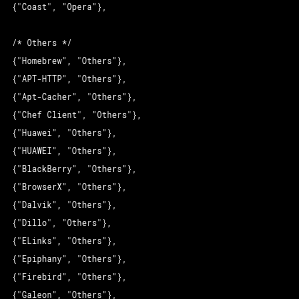 {"Coast", "Opera"},
/* Others */
{"Homebrew", "Others"},
{"APT-HTTP", "Others"},
{"Apt-Cacher", "Others"},
{"Chef Client", "Others"},
{"Huawei", "Others"},
{"HUAWEI", "Others"},
{"BlackBerry", "Others"},
{"BrowserX", "Others"},
{"Dalvik", "Others"},
{"Dillo", "Others"},
{"ELinks", "Others"},
{"Epiphany", "Others"},
{"Firebird", "Others"},
{"Galeon", "Others"},